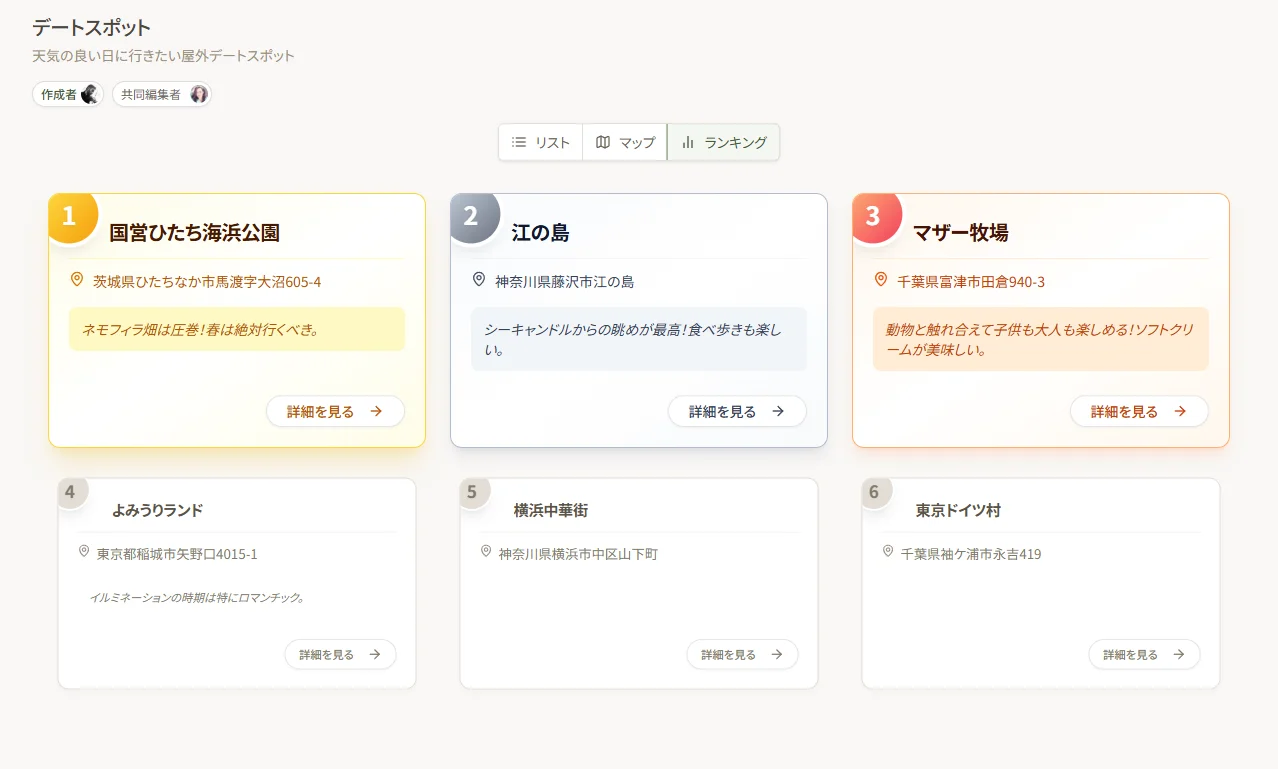 デートスポット
天気の良い日に行きたい屋外デートスポット
作成者 共同編集者
リスト マップ ランキング
1 国営ひたち海浜公園
茨城県ひたちなか市馬渡字大沼605-4
ネモフィラ畑は圧巻！春は絶対行くべき。
詳細を見る
2 江の島
神奈川県藤沢市江の島
シーキャンドルからの眺めが最高！食べ歩きも楽し
い。
詳細を見る
3 マザー牧場
千葉県富津市田倉940-3
動物と触れ合えて子供も大人も楽しめる！ソフトクリ
ームが美味しい。
詳細を見る
4 よみうりランド
東京都稲城市矢野口4015-1
イルミネーションの時期は特にロマンチック。
詳細を見る
5 横浜中華街
神奈川県横浜市中区山下町
詳細を見る
6 東京ドイツ村
千葉県袖ケ浦市永吉419
詳細を見る